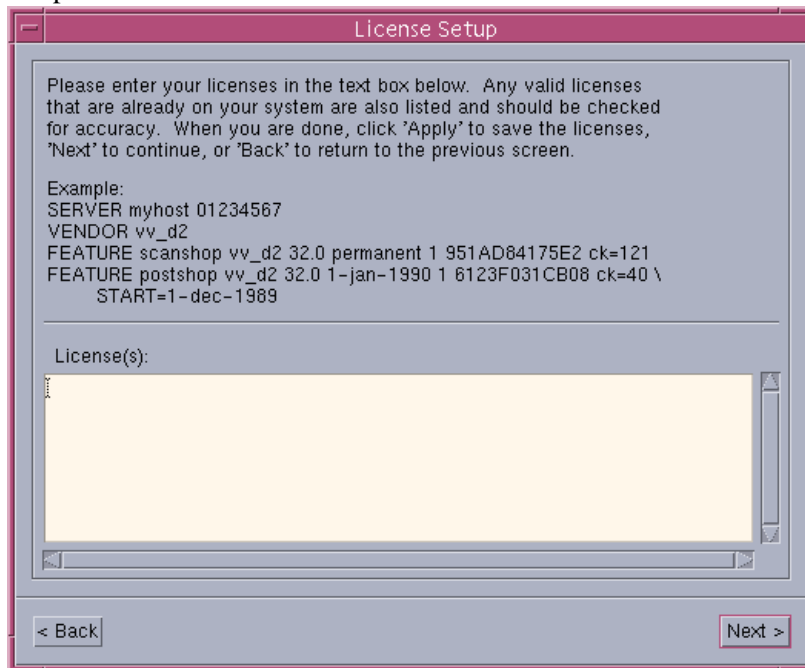 License Setup
Please enter your licenses in the text box below.  Any valid licenses
that are already on your system are also listed and should be checked
for accuracy.  When you are done, click 'Apply' to save the licenses,
'Next' to continue, or 'Back' to return to the previous screen.
Example:
SERVER myhost 01234567
VENDOR vv_d2
FEATURE scanshop vv_d2 32.0 permanent 1 951AD84175E2 ck=121
FEATURE postshop vv_d2 32.0 1-jan-1990 1 6123F031CB08 ck=40 \
START=1-dec-1989
License(s):
< Back
Next >